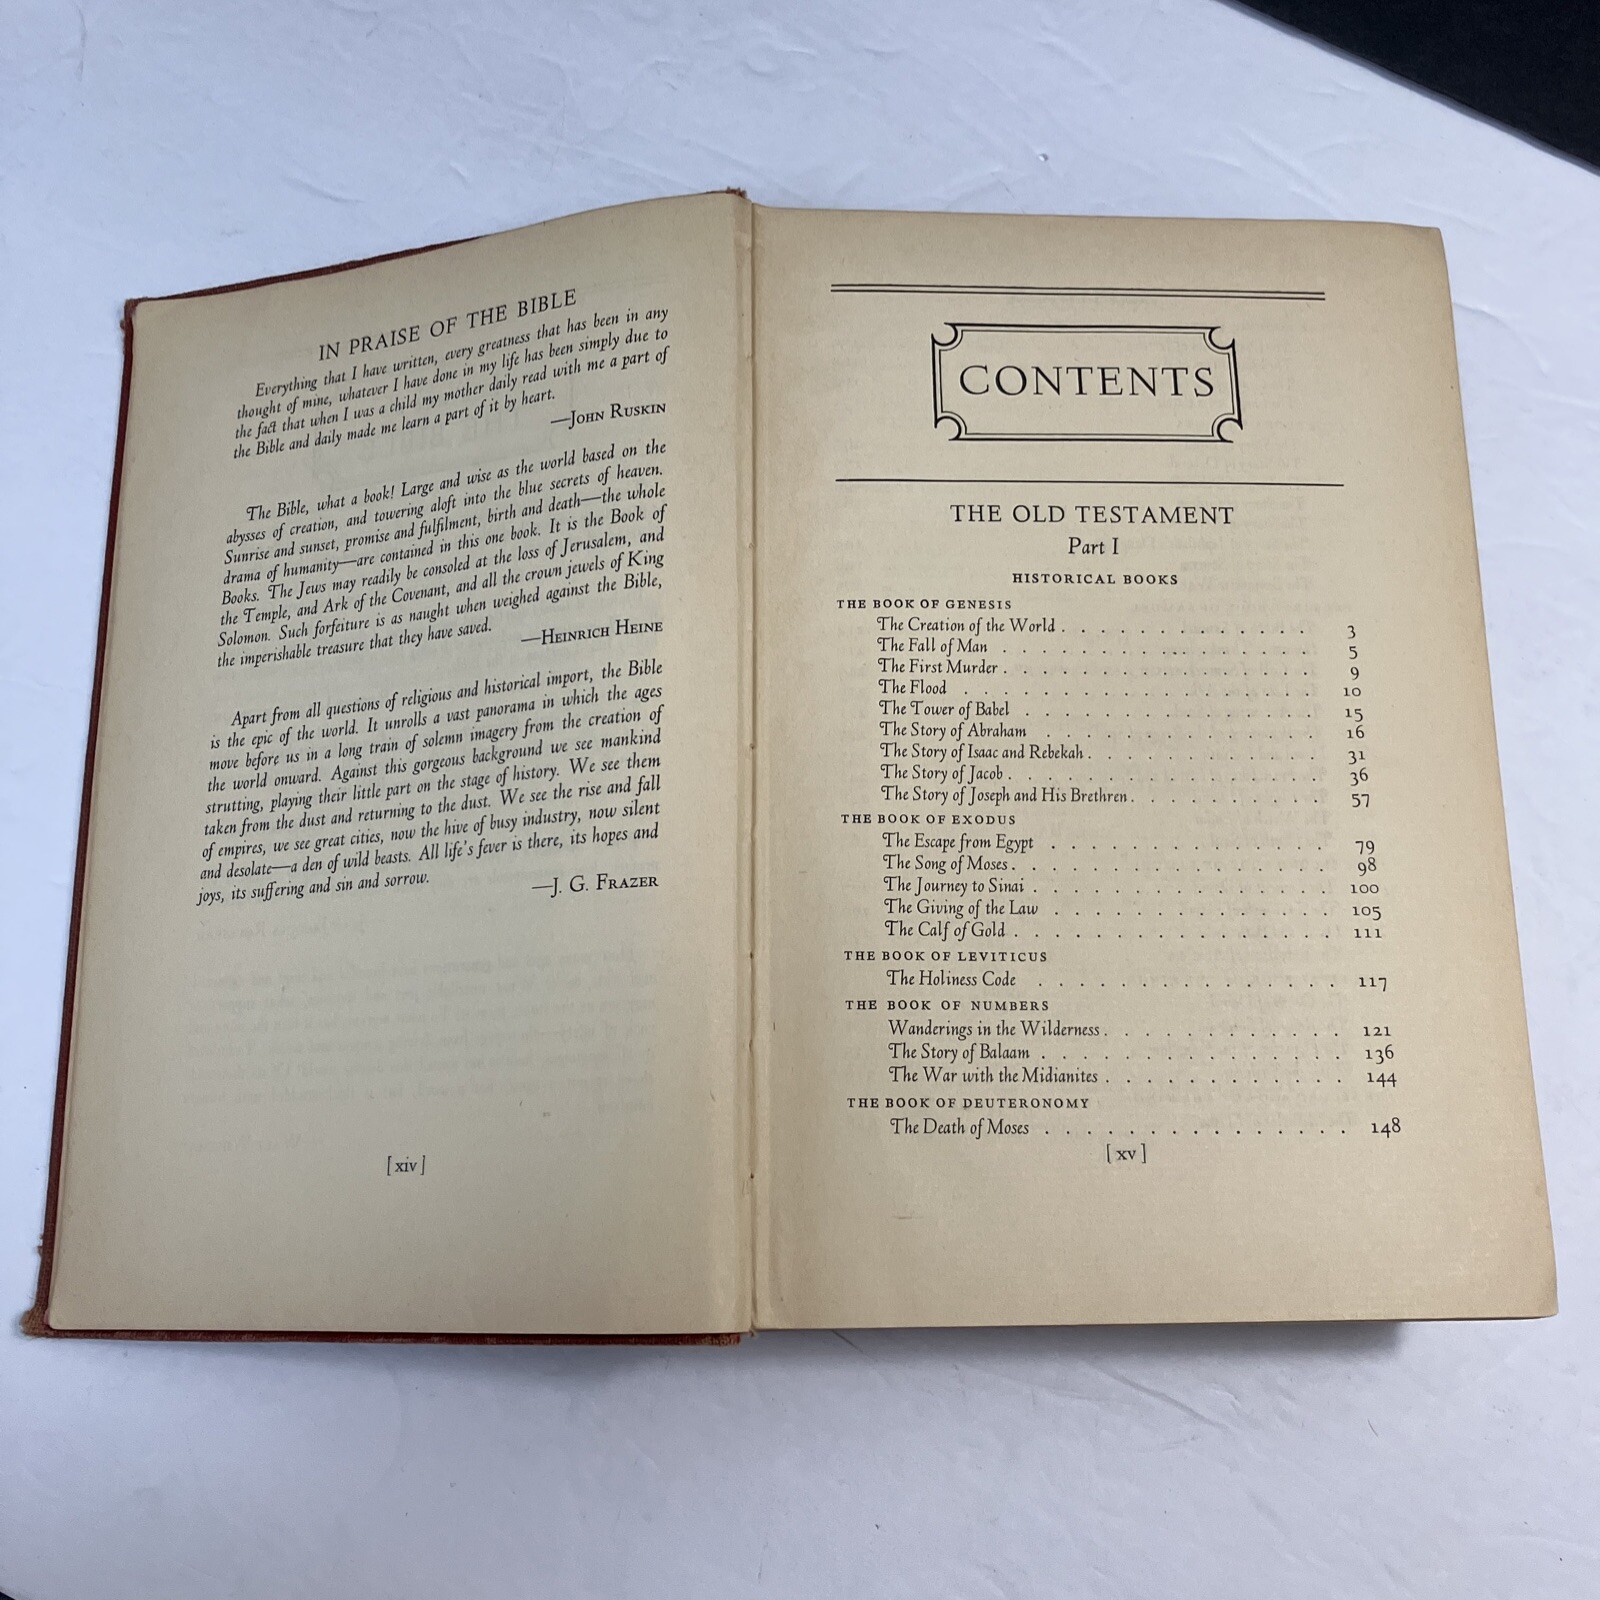 IN PRAISE OF THE BIBLE
Everything that I have written, every greatness that has been in any
thought of mine, whatever I have done in my life has been simply due to
the fact that when I was a child my mother daily read with me a part of
the Bible and daily made me learn a part of it by heart.
—John Ruskin
The Bible, what a book! Large and wise as the world based on the
abysses of creation, and towering aloft into the blue secrets of heaven.
Sunrise and sunset, promise and fulfilment, birth and death—the whole
drama of humanity—are contained in this one book. It is the Book of
Books. The Jews may readily be consoled at the loss of Jerusalem, and
the Temple, and Ark of the Covenant, and all the crown jewels of King
Solomon. Such forfeiture is as naught when weighed against the Bible,
the imperishable treasure that they have saved.
—Heinrich Heine
Apart from all questions of religious and historical import, the Bible
is the epic of the world. It unrolls a vast panorama in which the ages
move before us in a long train of solemn imagery from the creation of
the world onward. Against this gorgeous background we see mankind
strutting, playing their little part on the stage of history. We see them
taken from the dust and returning to the dust. We see the rise and fall
of empires, we see great cities, now the hive of busy industry, now silent
and desolate—a den of wild beasts. All life's fever is there, its hopes and
joys, its suffering and sin and sorrow.
—J. G. Frazer
[xiv]
CONTENTS
THE OLD TESTAMENT
Part I
HISTORICAL BOOKS
THE BOOK OF GENESIS
The Creation of the World . . . . . . . . . . . . . 3
The Fall of Man . . . . . . . . . . . . . . . . 5
The First Murder . . . . . . . . . . . . . . . . 9
The Flood . . . . . . . . . . . . . . . . . . 10
The Tower of Babel . . . . . . . . . . . . . . . 15
The Story of Abraham . . . . . . . . . . . . . . 16
The Story of Isaac and Rebekah . . . . . . . . . . . . 31
The Story of Jacob . . . . . . . . . . . . . . . 36
The Story of Joseph and His Brethren . . . . . . . . . . 57
THE BOOK OF EXODUS
The Escape from Egypt . . . . . . . . . . . . . . 79
The Song of Moses . . . . . . . . . . . . . . . 98
The Journey to Sinai . . . . . . . . . . . . . . . 100
The Giving of the Law . . . . . . . . . . . . . . 105
The Calf of Gold . . . . . . . . . . . . . . . . 111
THE BOOK OF LEVITICUS
The Holiness Code . . . . . . . . . . . . . . . 117
THE BOOK OF NUMBERS
Wanderings in the Wilderness . . . . . . . . . . . . 121
The Story of Balaam . . . . . . . . . . . . . . . 136
The War with the Midianites . . . . . . . . . . . . 144
THE BOOK OF DEUTERONOMY
The Death of Moses . . . . . . . . . . . . . . . 148
[xv]